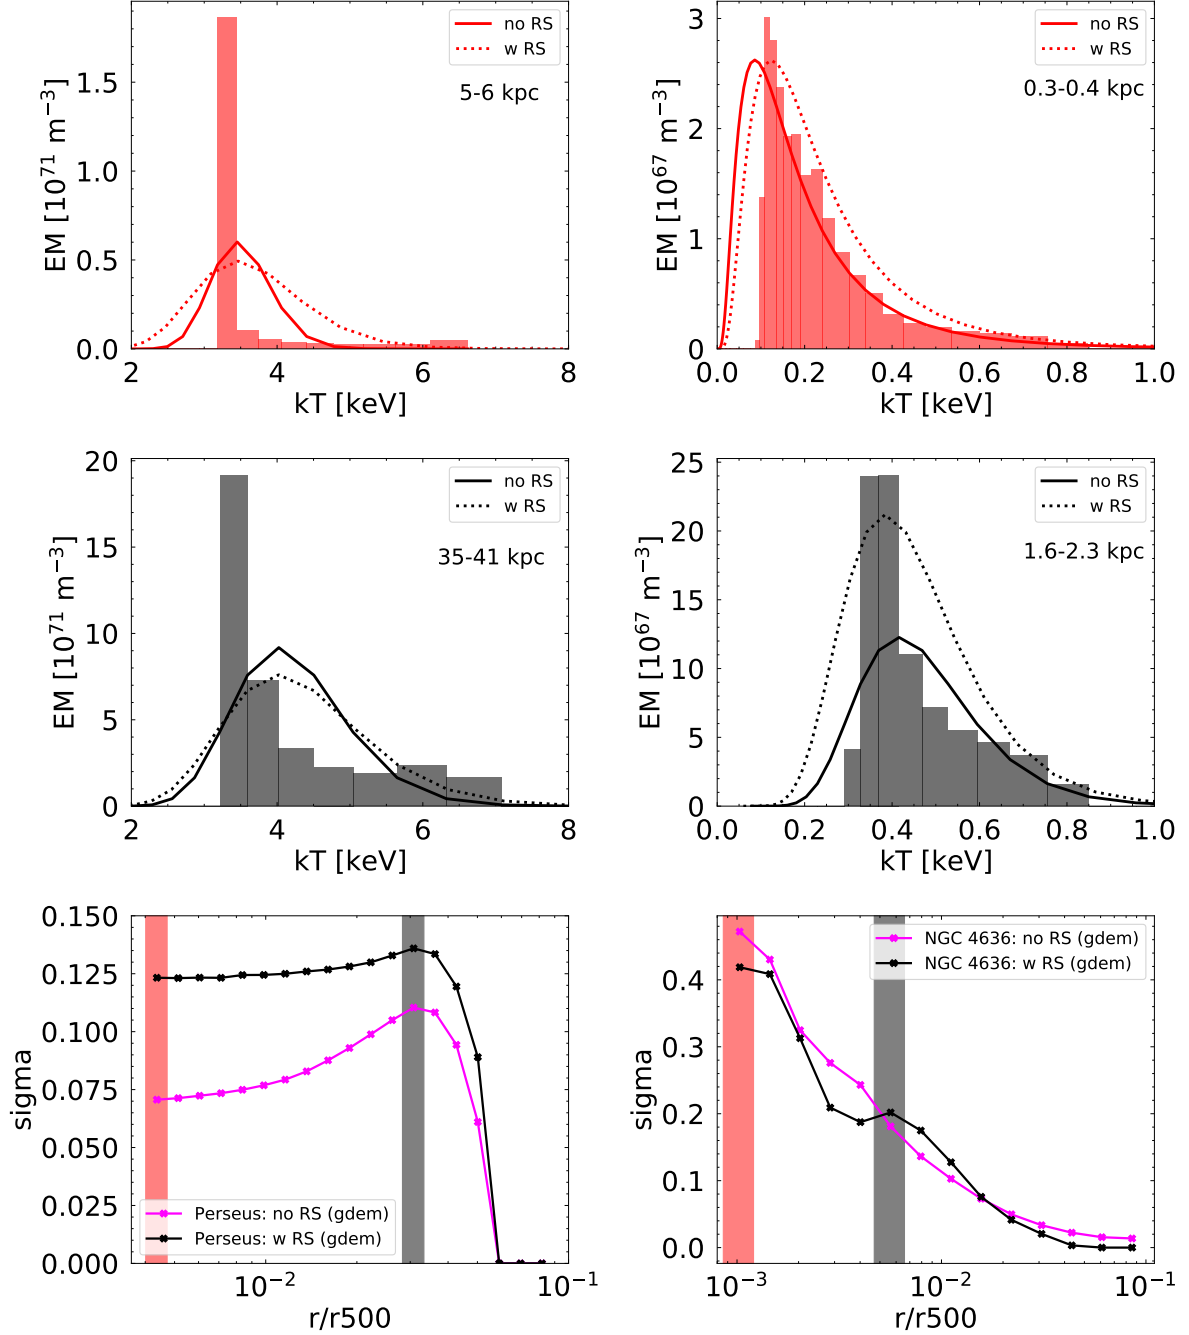 no RS
w RS
5-6 kpc
EM [10^71 m^−3]
0.0
0.5
1.0
1.5
2
4
6
8
kT [keV]
no RS
w RS
0.3-0.4 kpc
EM [10^67 m^−3]
0
1
2
3
0.0
0.2
0.4
0.6
0.8
1.0
kT [keV]
no RS
w RS
35-41 kpc
EM [10^71 m^−3]
0
5
10
15
20
2
4
6
8
kT [keV]
no RS
w RS
1.6-2.3 kpc
EM [10^67 m^−3]
0
5
10
15
20
25
0.0
0.2
0.4
0.6
0.8
1.0
kT [keV]
sigma
0.150
0.125
0.100
0.075
0.050
0.025
0.000
Perseus: no RS (gdem)
Perseus: w RS (gdem)
10^−2
10^−1
r/r500
NGC 4636: no RS (gdem)
NGC 4636: w RS (gdem)
sigma
0.4
0.3
0.2
0.1
0.0
10^−3
10^−2
10^−1
r/r500